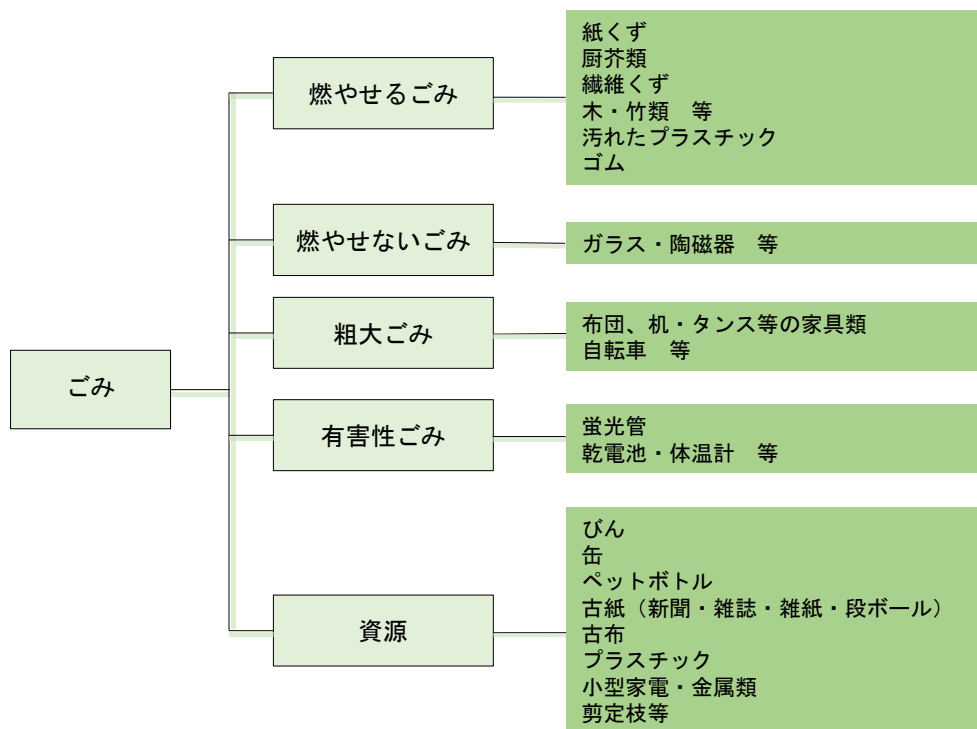 ごみ
燃やせるごみ
紙くず
厨芥類
繊維くず
木・竹類　等
汚れたプラスチック
ゴム
燃やせないごみ
ガラス・陶磁器　等
粗大ごみ
布団、机・タンス等の家具類
自転車　等
有害性ごみ
蛍光管
乾電池・体温計　等
資源
びん
缶
ペットボトル
古紙（新聞・雑誌・雑紙・段ボール）
古布
プラスチック
小型家電・金属類
剪定枝等